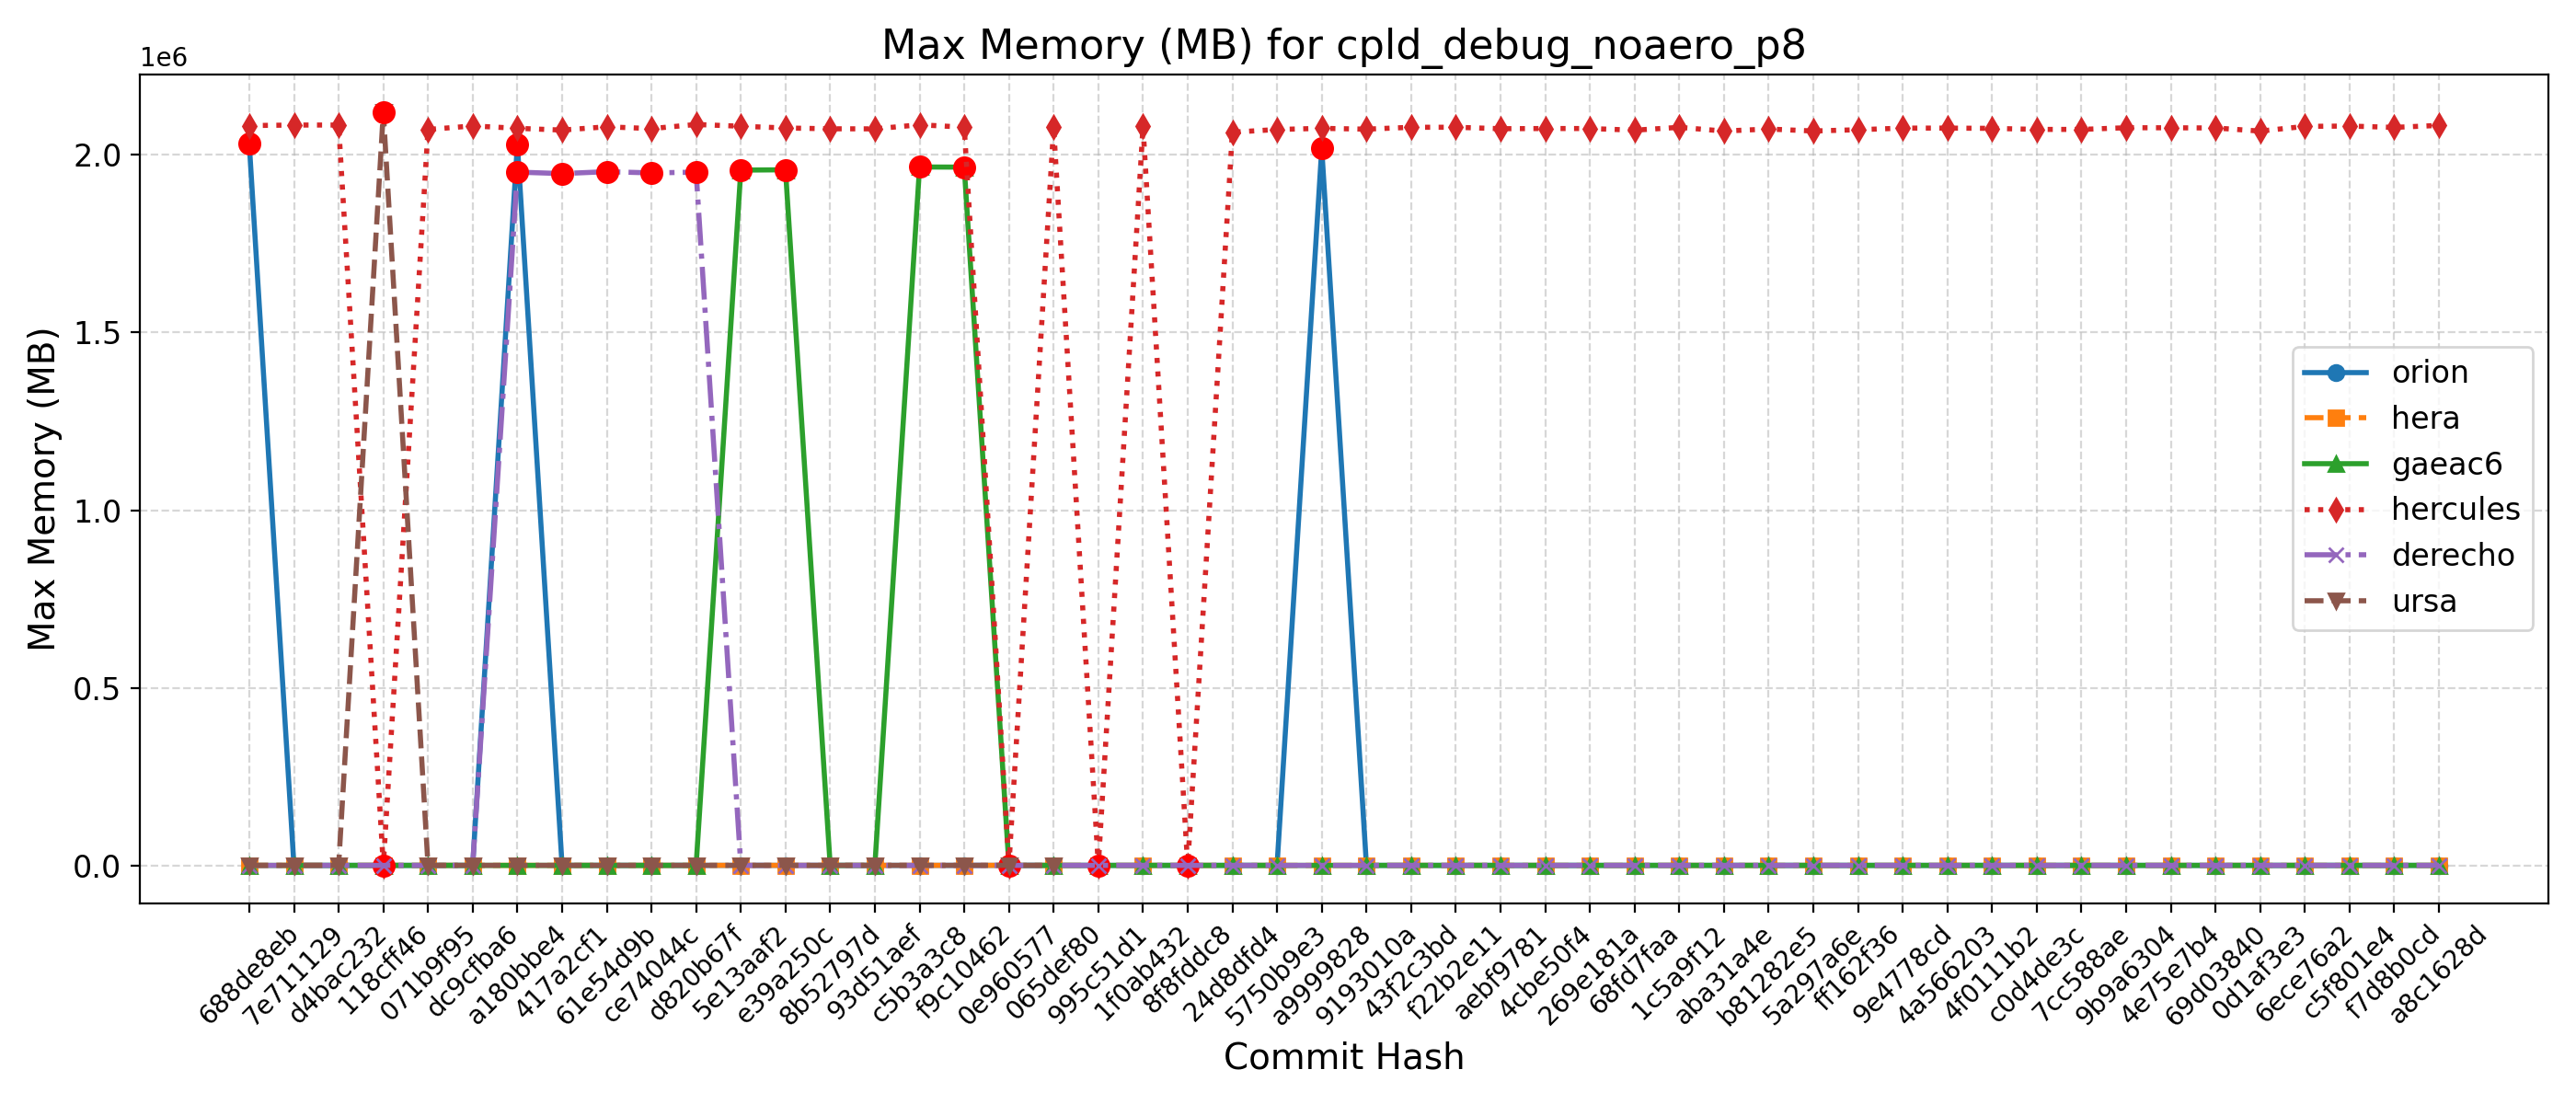 Max Memory (MB) for cpld_debug_noaero_p8
1e6
2.0
1.5
1.0
0.5
0.0
Max Memory (MB)
orion
hera
gaeac6
hercules
derecho
ursa
688de8eb
7e711129
d4bac232
118cff46
071b9f95
dc9cfba6
a180bbe4
417a2cf1
61e54d9b
ce74044c
d820b67f
5e13aaf2
e39a250c
8b52797d
93d51aef
c5b3a3c8
f9c10462
0e960577
065def80
995c51d1
1f0ab432
8f8fddc8
24d8dfd4
5750b9e3
a9999828
9193010a
43f2c3bd
f22b2e11
aebf9781
4cbe50f4
269e181a
68fd7faa
1c5a9f12
aba31a4e
b81282e5
5a297a6e
ff162f36
9e4778cd
4a566203
4f0111b2
c0d4de3c
7cc588ae
9b9a6304
4e75e7b4
69d03840
0d1af3e3
6ece76a2
c5f801e4
f7d8b0cd
a8c1628d
Commit Hash